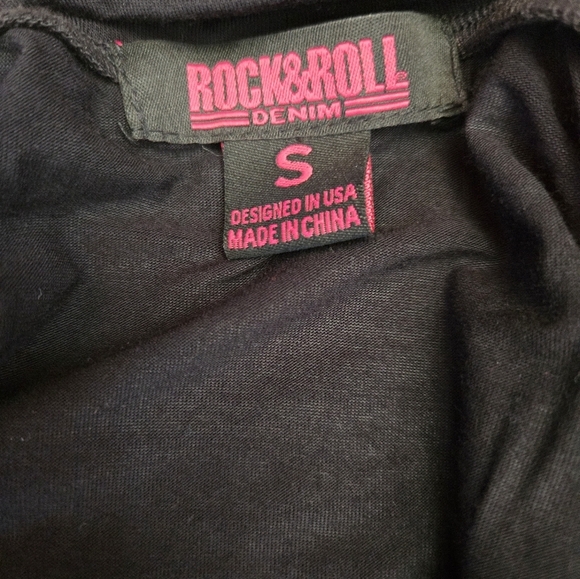 ROCK&ROLL®
DENIM
S
DESIGNED IN USA
MADE IN CHINA